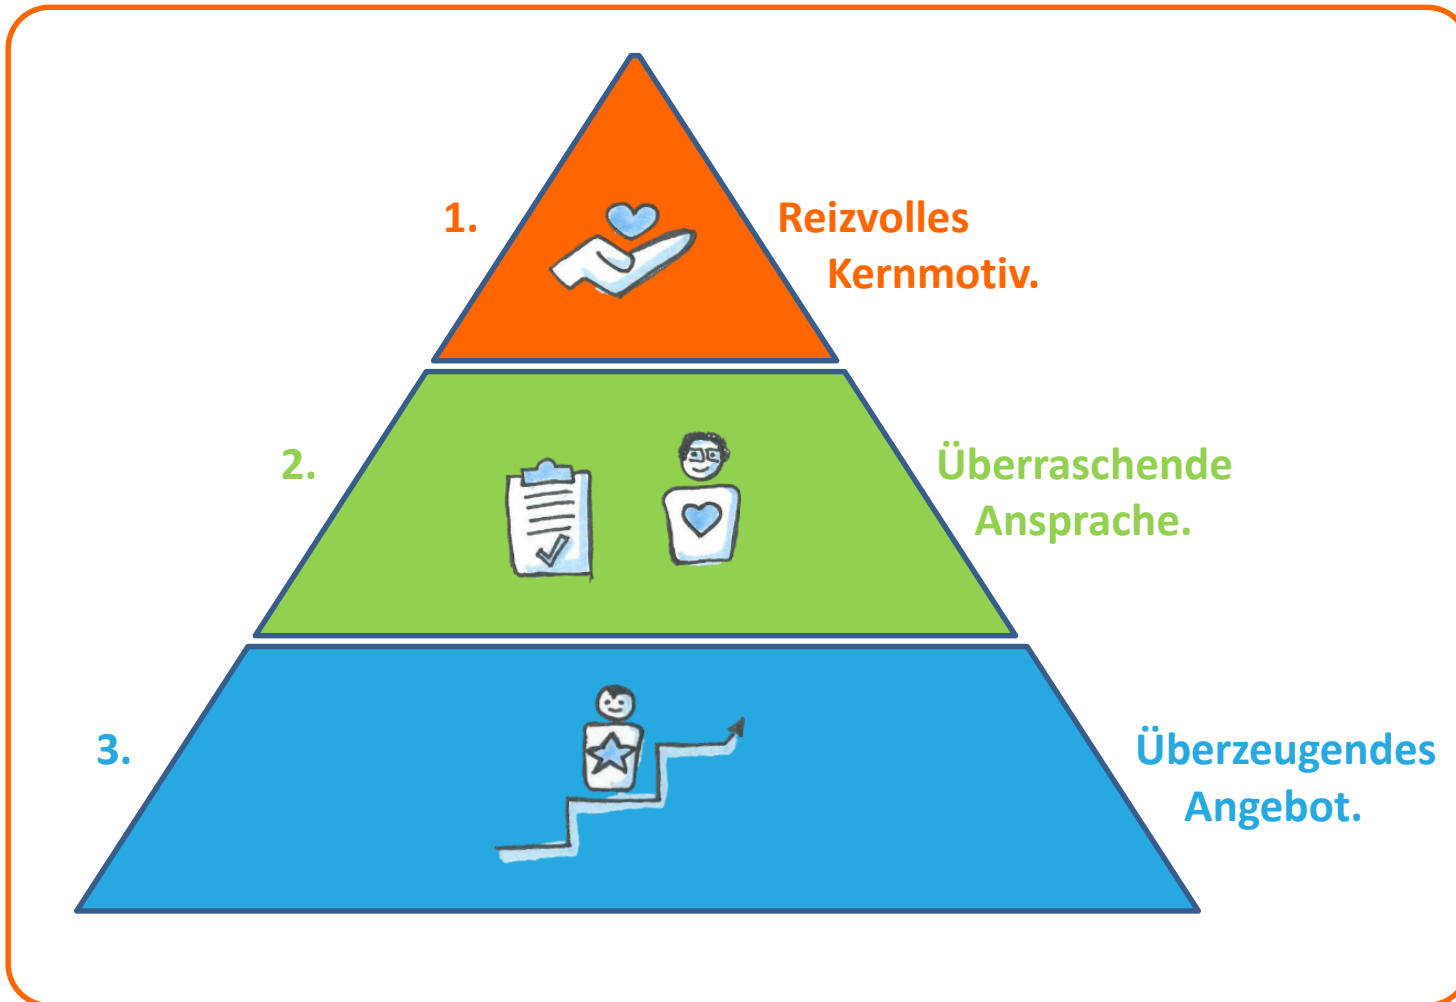 1.
Reizvolles
Kernmotiv.
2.
Überraschende
Ansprache.
3.
Überzeugendes
Angebot.